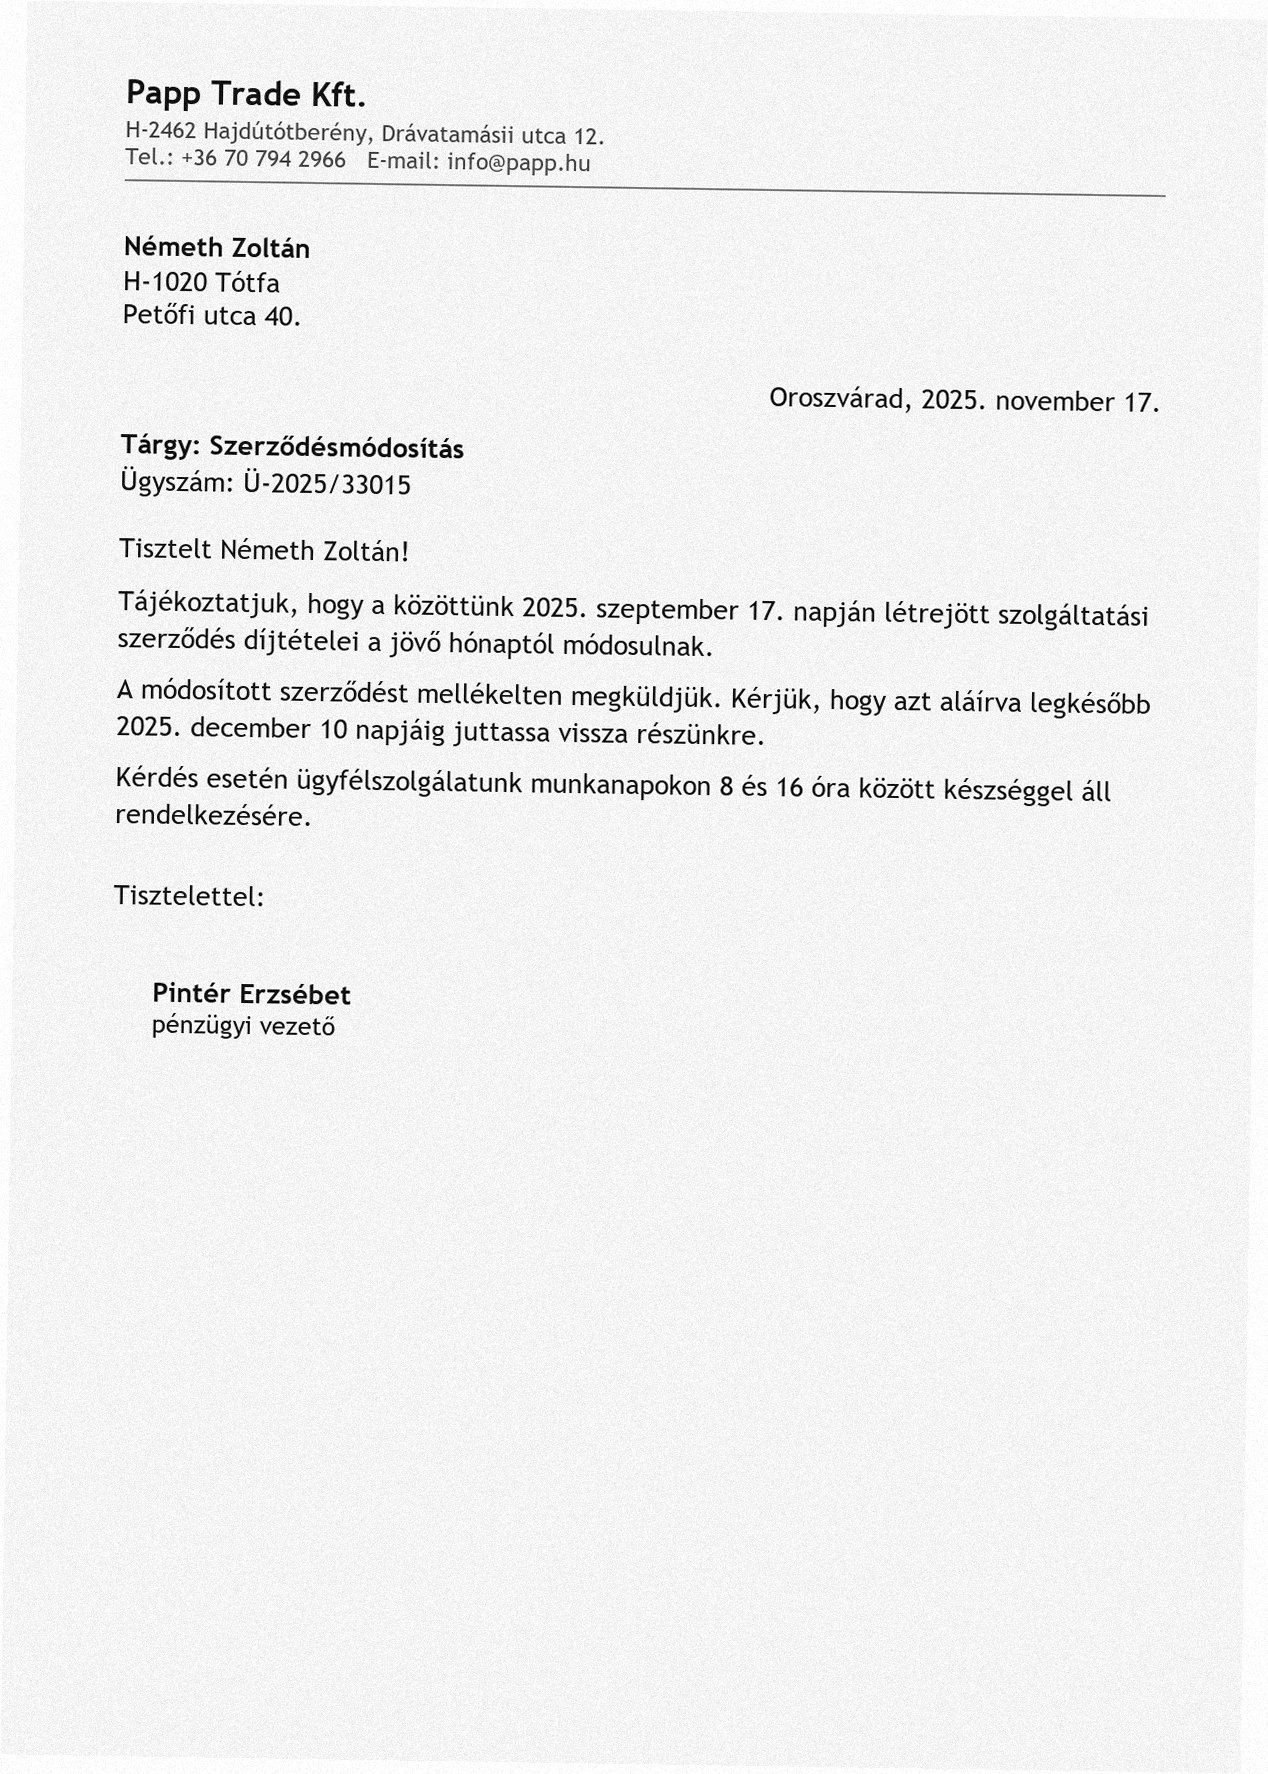 Papp Trade Kft.
H-2462 Hajdútótberény, Drávatamásii utca 12.
Tel.: +36 70 794 2966 E-mail: info@papp.hu
Németh Zoltán
H-1020 Tótfa
Petőfi utca 40.
Oroszvárad, 2025. november 17.
Tárgy: Szerződésmódosítás
Ügyszám: Ü-2025/33015
Tisztelt Németh Zoltán!
Tájékoztatjuk, hogy a közöttünk 2025. szeptember 17. napján létrejött szolgáltatási
szerződés díjtételei a jövő hónaptól módosulnak.
A módosított szerződést mellékelten megküldjük. Kérjük, hogy azt aláírva legkésőbb
2025. december 10 napjáig juttassa vissza részünkre.
Kérdés esetén ügyfélszolgálatunk munkanapokon 8 és 16 óra között készséggel áll
rendelkezésére.
Tisztelettel:
Pintér Erzsébet
pénzügyi vezető